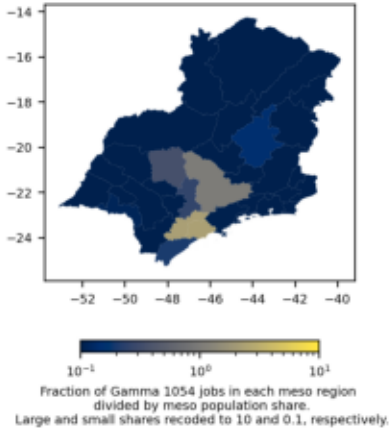 −14
−16
−18
−20
−22
−24
−52 −50 −48 −46 −44 −42 −40
10⁻¹ 10⁰ 10¹
Fraction of Gamma 1054 jobs in each meso region
divided by meso population share.
Large and small shares recoded to 10 and 0.1, respectively.